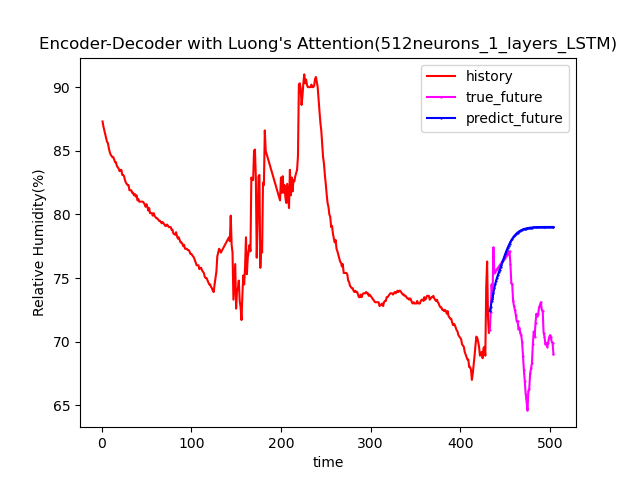 Encoder-Decoder with Luong's Attention(512neurons_1_layers_LSTM)
history
true_future
predict_future
Relative Humidity(%)
90
85
80
75
70
65
0 100 200 300 400 500
time